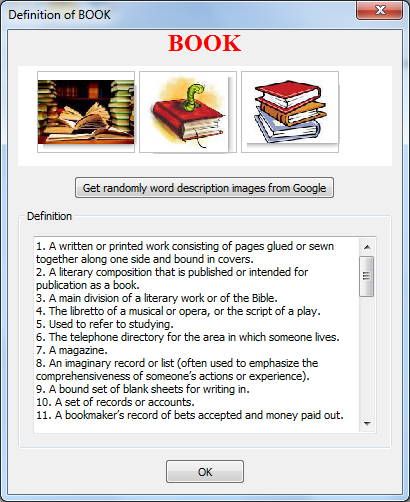 Definition of BOOK
BOOK
Get randomly word description images from Google
Definition
1. A written or printed work consisting of pages glued or sewn
together along one side and bound in covers.
2. A literary composition that is published or intended for
publication as a book.
3. A main division of a literary work or of the Bible.
4. The libretto of a musical or opera, or the script of a play.
5. Used to refer to studying.
6. The telephone directory for the area in which someone lives.
7. A magazine.
8. An imaginary record or list (often used to emphasize the
comprehensiveness of someone's actions or experience).
9. A bound set of blank sheets for writing in.
10. A set of records or accounts.
11. A bookmaker's record of bets accepted and money paid out.
OK